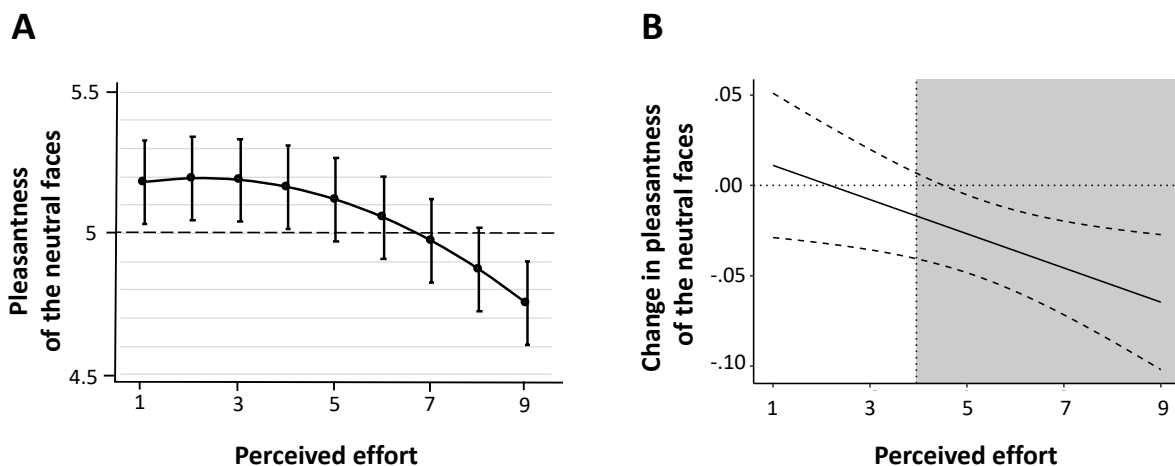 A
Pleasantness
of the neutral faces
5.5
5
4.5
1 3 5 7 9
Perceived effort
B
Change in pleasantness
of the neutral faces
.05
.00
-.05
-.10
1 3 5 7 9
Perceived effort